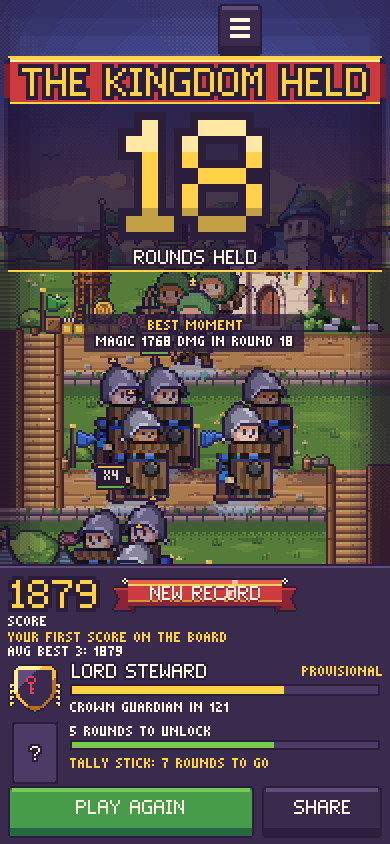 THE KINGDOM HELD
18
ROUNDS HELD
BEST MOMENT
MAGIC 1768 DMG IN ROUND 18
X4
1879
NEW RECORD
SCORE
YOUR FIRST SCORE ON THE BOARD
AVG BEST 3: 1879
LORD STEWARD
PROVISIONAL
CROWN GUARDIAN IN 121
?
5 ROUNDS TO UNLOCK
TALLY STICK: 7 ROUNDS TO GO
PLAY AGAIN
SHARE